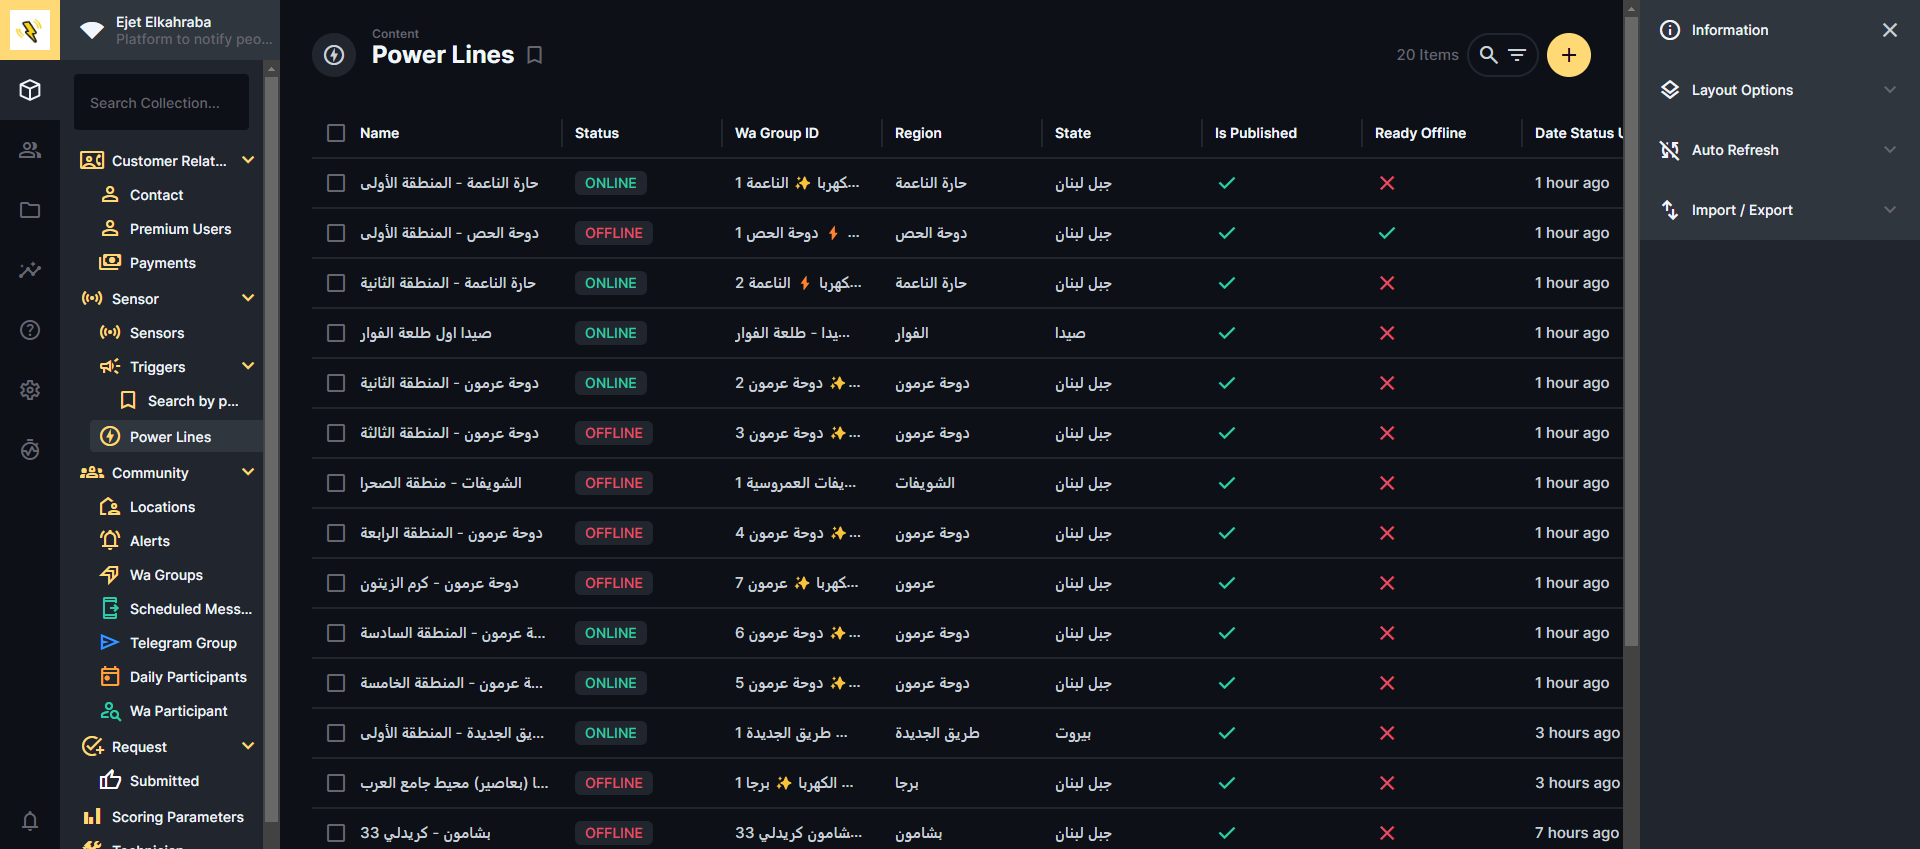 Ejet Elkahraba
Platform to notify peo...
Search Collection...
Customer Relat...
Contact
Premium Users
Payments
Sensor
Sensors
Triggers
Search by p...
Power Lines
Community
Locations
Alerts
Wa Groups
Scheduled Mess...
Telegram Group
Daily Participants
Wa Participant
Request
Submitted
Scoring Parameters
Technician
Content
Power Lines
20 Items
Name Status Wa Group ID Region State Is Published Ready Offline Date Status U
حارة الناعمة - المنطقة الأولى ONLINE ...كهربا ✨ الناعمة 1 حارة الناعمة جبل لبنان 1 hour ago
دوحة الحص - المنطقة الأولى OFFLINE ... ⚡ دوحة الحص 1 دوحة الحص جبل لبنان 1 hour ago
حارة الناعمة - المنطقة الثانية ONLINE ...كهربا ⚡ الناعمة 2 حارة الناعمة جبل لبنان 1 hour ago
صيدا اول طلعة الفوار ONLINE ...يدا - طلعة الفوار الفوار صيدا 1 hour ago
دوحة عرمون - المنطقة الثانية ONLINE ...✨ دوحة عرمون 2 دوحة عرمون جبل لبنان 1 hour ago
دوحة عرمون - المنطقة الثالثة OFFLINE ...✨ دوحة عرمون 3 دوحة عرمون جبل لبنان 1 hour ago
الشويفات - منطقة الصحرا OFFLINE ...يفات العمروسية 1 الشويفات جبل لبنان 1 hour ago
دوحة عرمون - المنطقة الرابعة OFFLINE ...✨ دوحة عرمون 4 دوحة عرمون جبل لبنان 1 hour ago
دوحة عرمون - كرم الزيتون OFFLINE ...كهربا ✨ عرمون 7 عرمون جبل لبنان 1 hour ago
...ة عرمون - المنطقة السادسة ONLINE ...✨ دوحة عرمون 6 دوحة عرمون جبل لبنان 1 hour ago
...ة عرمون - المنطقة الخامسة ONLINE ...✨ دوحة عرمون 5 دوحة عرمون جبل لبنان 1 hour ago
...يق الجديدة - المنطقة الأولى ONLINE ... طريق الجديدة 1 طريق الجديدة بيروت 3 hours ago
...ا (بعاصير) محيط جامع العرب OFFLINE ... الكهربا ✨ برجا 1 برجا جبل لبنان 3 hours ago
بشامون - كريدلي 33 OFFLINE ...شامون كريدلي 33 بشامون جبل لبنان 7 hours ago
Information
Layout Options
Auto Refresh
Import / Export